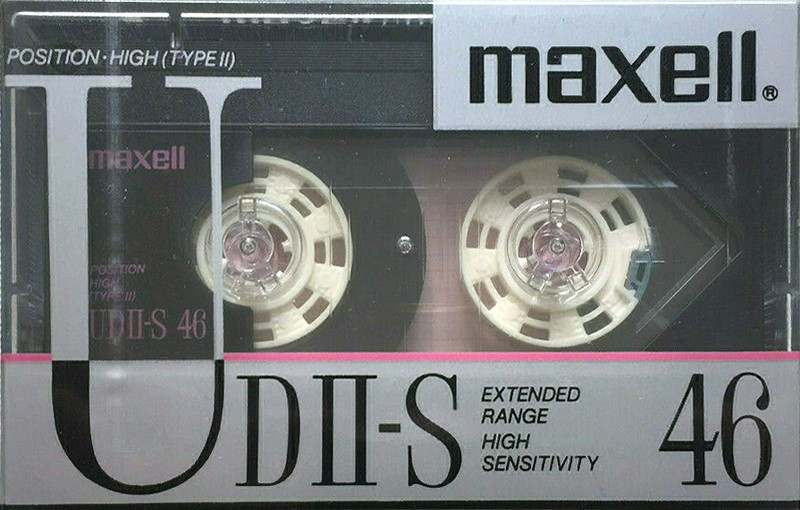 POSITION·HIGH (TYPE II)
maxell®
maxell
POSITION
HIGH
(TYPE II)
UDII-S 46
UDII-S
EXTENDED
RANGE
HIGH
SENSITIVITY
46